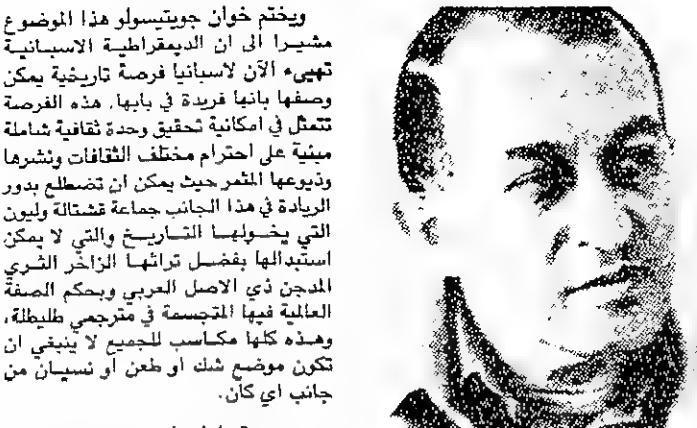 ويختم خوان جويتيسولو هذا الموضوع
مشيرا الى ان الديمقراطية الاسبانية
تهيىء الآن لاسبانيا فرصة تاريخية يمكن
وصفها بانها فريدة في بابها. هذه الفرصة
تتمثل في امكانية تحقيق وحدة ثقافية شاملة
مبنية على احترام مختلف الثقافات ونشرها
وذيوعها المثمر حيث يمكن ان تضطلع بدور
الريادة في هذا الجانب جماعة قشتالة وليون
التي يخولها التاريخ والتي لا يمكن
استبدالها بفضل تراثها الزاخر الثري
المدجن ذي الاصل العربي وبحكم الصفة
العالمية فيها المتجسمة في مترجمي طليطلة،
وهذه كلها مكاسب للجميع لا ينبغي ان
تكون موضع شك او طعن او نسيان من
جانب اي كان.